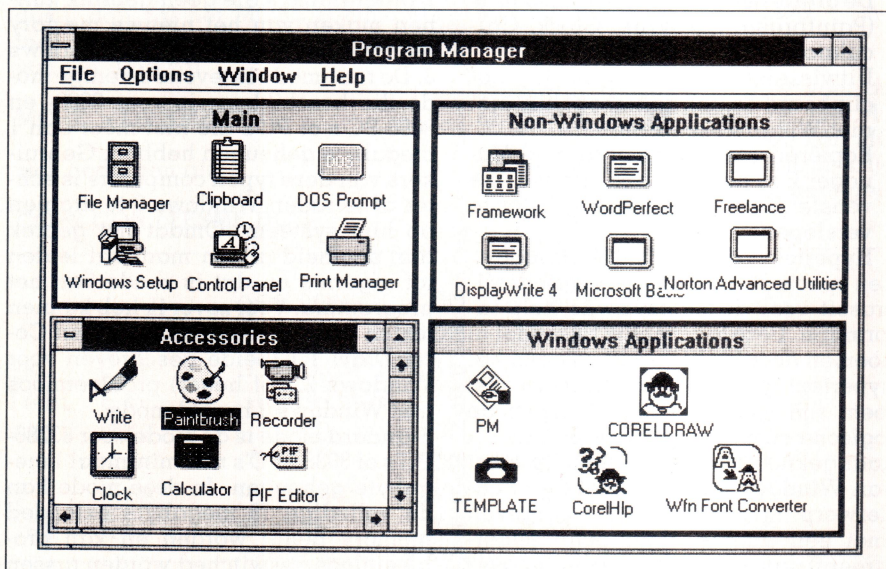 Program Manager
File Options Window Help
Main
File Manager Clipboard DOS Prompt
DOS
Windows Setup Control Panel Print Manager
Non-Windows Applications
Framework WordPerfect Freelance
DisplayWrite 4 Microsoft Basic Norton Advanced Utilities
Accessories
Write Paintbrush Recorder
PIF
Clock Calculator PIF Editor
Windows Applications
PM CORELDRAW
TEMPLATE CorelHlp Wfn Font Converter